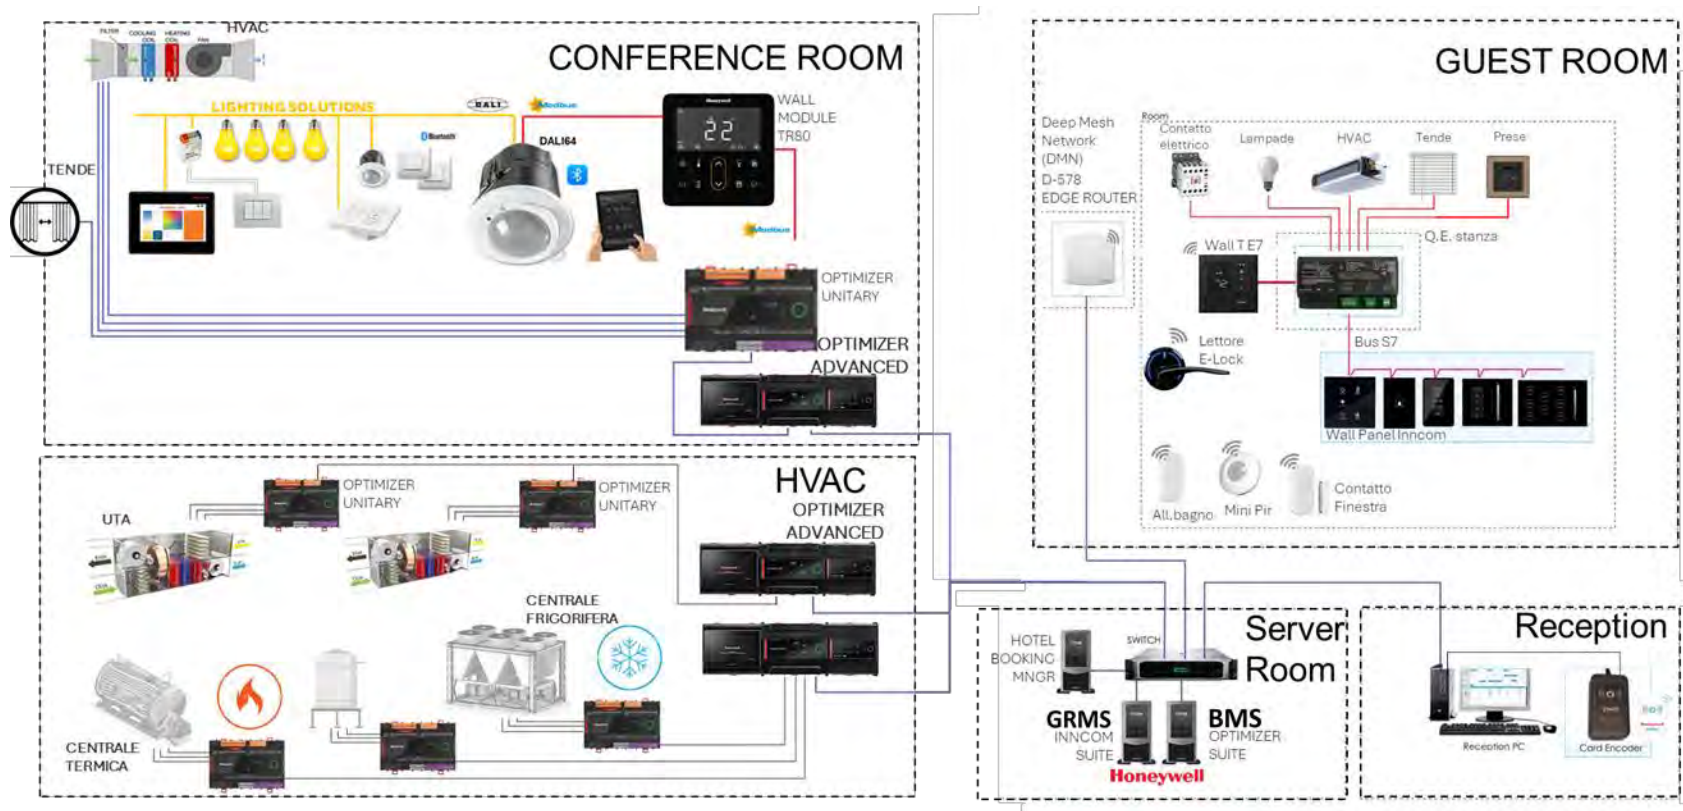 FILTER
COOLING
COIL
HEATING
COIL
FAN
HVAC
CONFERENCE ROOM
LIGHTING SOLUTIONS
DALI
Modbus
Honeywell
22
WALL
MODULE
TR80
Bluetooth
DALI64
TENDE
Modbus
OPTIMIZER
UNITARY
OPTIMIZER
ADVANCED
GUEST ROOM
Deep Mesh
Network
(DMN)
D-578
EDGE ROUTER
Room
Contatto
elettrico
Lampade
HVAC
Tende
Prese
Q.E. stanza
Wall T E7
Bus S7
Lettore
E-Lock
Wall Panel Inncom
All.bagno
Mini Pir
Contatto
Finestra
HVAC
OPTIMIZER
UNITARY
OPTIMIZER
UNITARY
OPTIMIZER
ADVANCED
UTA
CENTRALE
FRIGORIFERA
CENTRALE
TERMICA
Server
Room
HOTEL
BOOKING
MNGR
SWITCH
GRMS
INNCOM
SUITE
BMS
OPTIMIZER
SUITE
Honeywell
Reception
Reception PC
Card Encoder